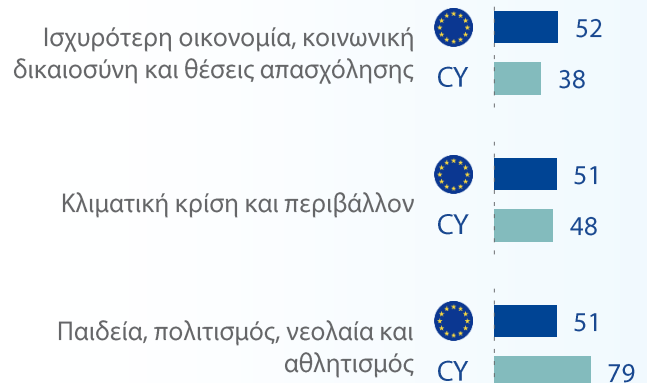 Ισχυρότερη οικονομία, κοινωνική
δικαιοσύνη και θέσεις απασχόλησης
52
CY 38
Κλιματική κρίση και περιβάλλον
51
CY 48
Παιδεία, πολιτισμός, νεολαία και
αθλητισμός
51
CY 79